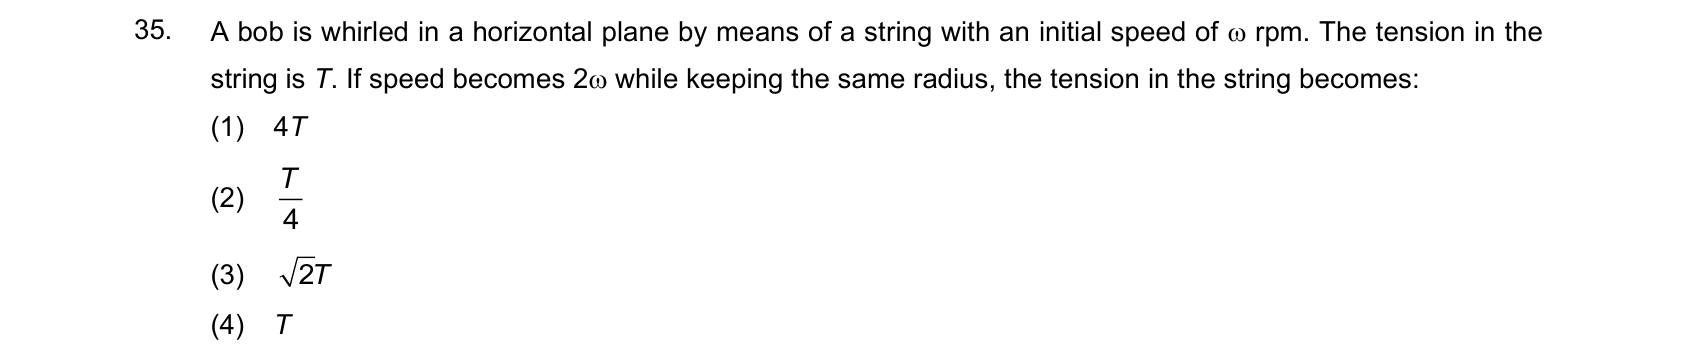 35. A bob is whirled in a horizontal plane by means of a string with an initial speed of ω rpm. The tension in the
string is T. If speed becomes 2ω while keeping the same radius, the tension in the string becomes:
(1) 4T
(2) T/4
(3) √2T
(4) T